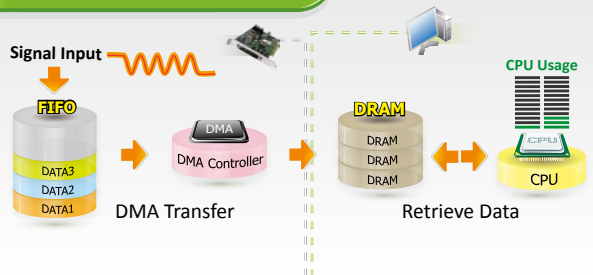 Signal Input
CPU Usage
FIFO
DRAM
DMA
CPU
DRAM
DMA Controller
DRAM
DATA3
DRAM
CPU
DATA2
DATA1
DMA Transfer
Retrieve Data